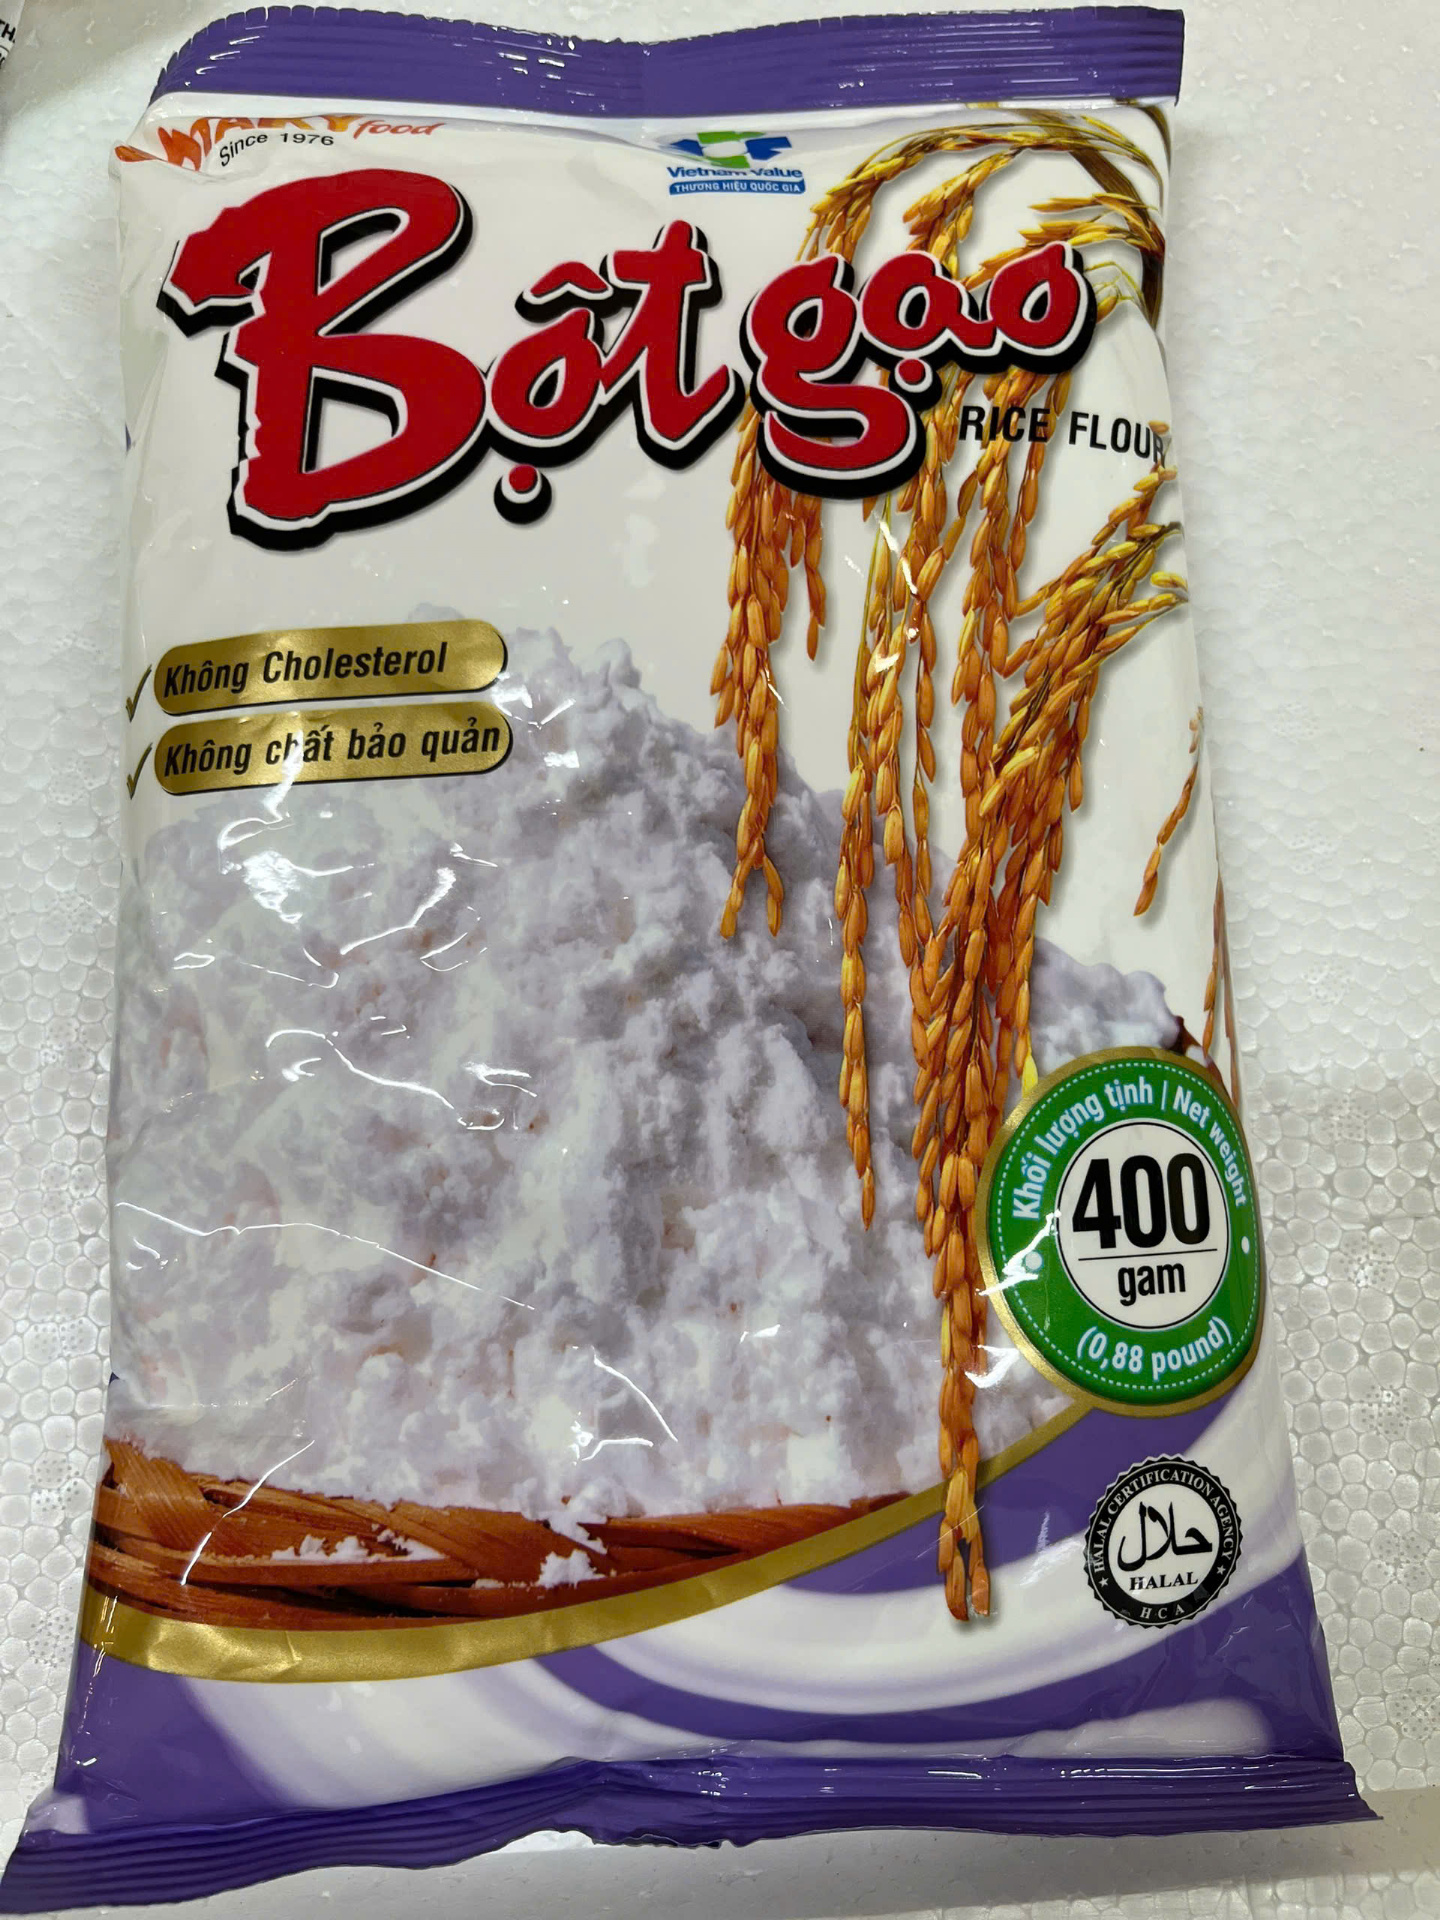 food
Since 1976
Vietnam Value
THƯƠNG HIỆU QUỐC GIA
Bột gạo
RICE FLOUR
Không Cholesterol
Không chất bảo quản
Khối lượng tịnh | Net weight
400
gam
(0,88 pound)
HALAL CERTIFICATION AGENCY
حلال
HALAL
HCA